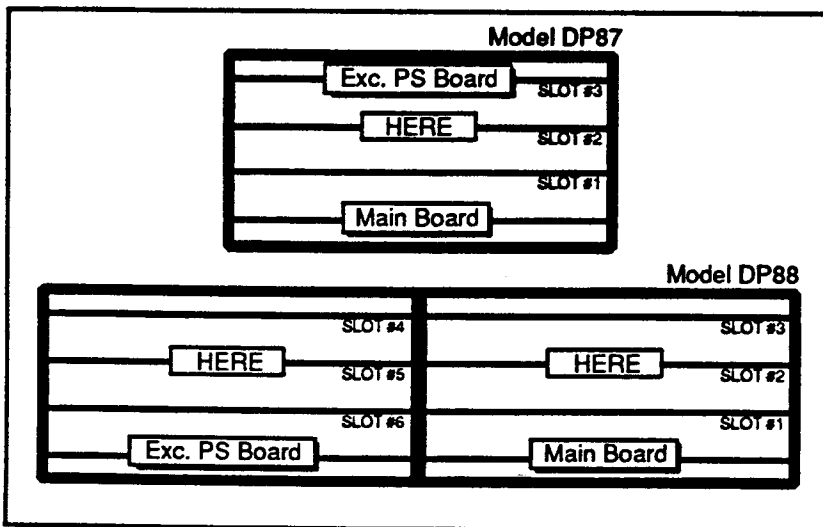 Model DP87
Exc. PS Board
SLOT #3
HERE
SLOT #2
SLOT #1
Main Board
Model DP88
SLOT #4
SLOT #3
HERE
SLOT #5
HERE
SLOT #2
SLOT #6
SLOT #1
Exc. PS Board
Main Board